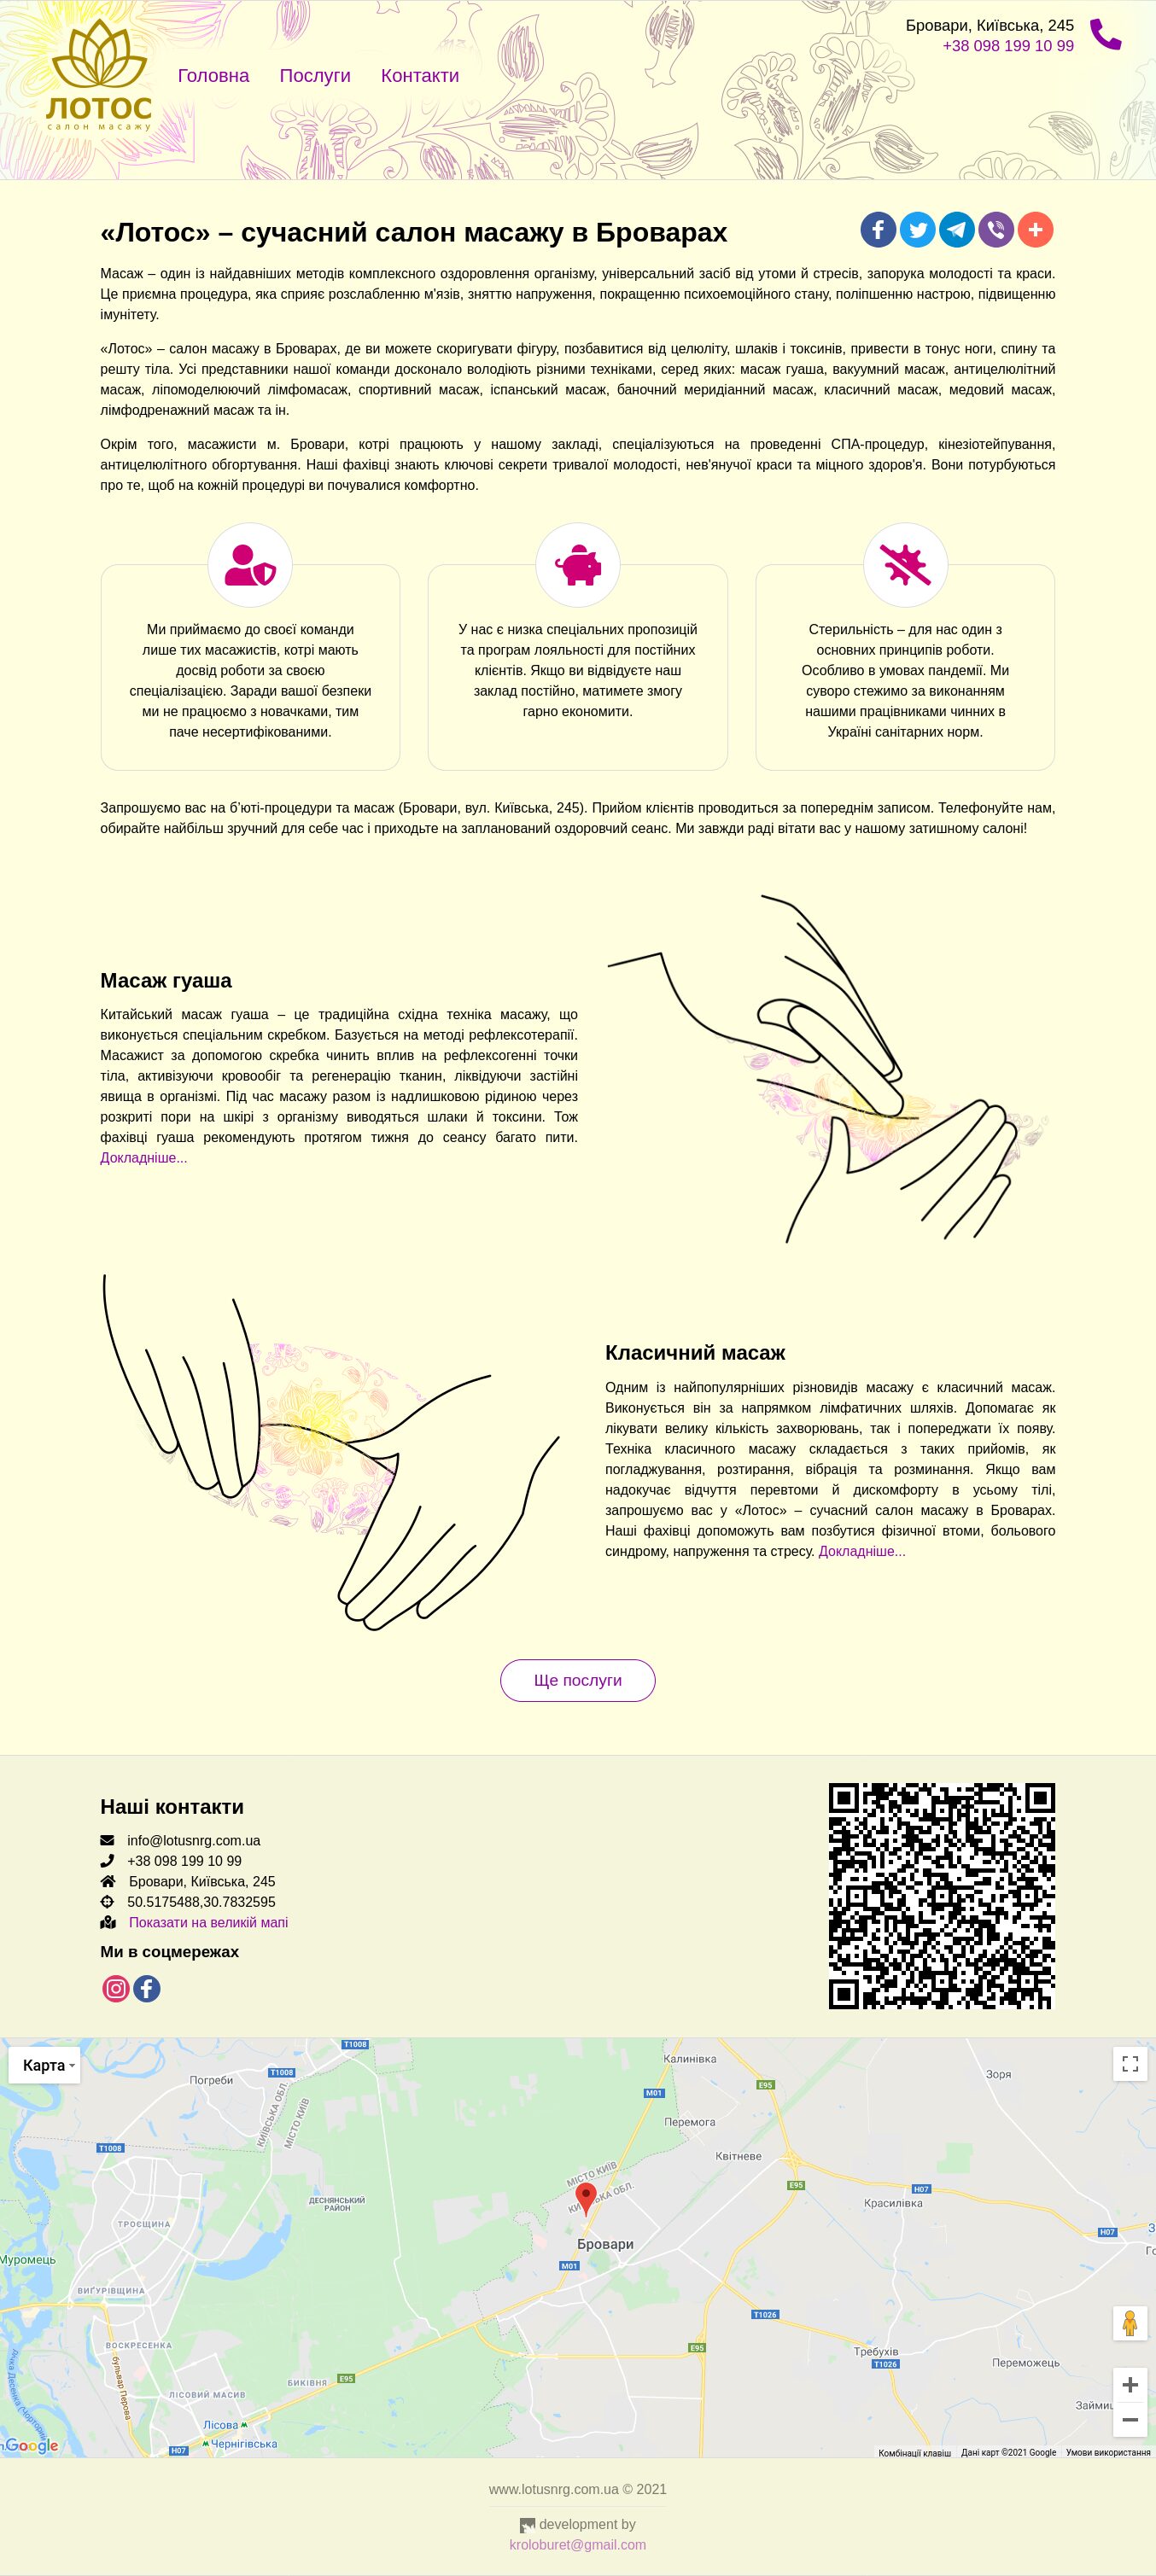 ЛОТОС
салон масажу
Головна
Послуги
Контакти
Бровари, Київська, 245
+38 098 199 10 99
«Лотос» – сучасний салон масажу в Броварах
Масаж – один із найдавніших методів комплексного оздоровлення організму, універсальний засіб від утоми й стресів, запорука молодості та краси.
Це приємна процедура, яка сприяє розслабленню м'язів, зняттю напруження, покращенню психоемоційного стану, поліпшенню настрою, підвищенню
імунітету.
«Лотос» – салон масажу в Броварах, де ви можете скоригувати фігуру, позбавитися від целюліту, шлаків і токсинів, привести в тонус ноги, спину та
решту тіла. Усі представники нашої команди досконало володіють різними техніками, серед яких: масаж гуаша, вакуумний масаж, антицелюлітний
масаж, ліпомоделюючий лімфомасаж, спортивний масаж, іспанський масаж, баночний меридіанний масаж, класичний масаж, медовий масаж,
лімфодренажний масаж та ін.
Окрім того, масажисти м. Бровари, котрі працюють у нашому закладі, спеціалізуються на проведенні СПА-процедур, кінезіотейпування,
антицелюлітного обгортування. Наші фахівці знають ключові секрети тривалої молодості, нев'янучої краси та міцного здоров'я. Вони потурбуються
про те, щоб на кожній процедурі ви почувалися комфортно.
Ми приймаємо до своєї команди
лише тих масажистів, котрі мають
досвід роботи за своєю
спеціалізацією. Заради вашої безпеки
ми не працюємо з новачками, тим
паче несертифікованими.
У нас є низка спеціальних пропозицій
та програм лояльності для постійних
клієнтів. Якщо ви відвідуєте наш
заклад постійно, матимете змогу
гарно економити.
Стерильність – для нас один з
основних принципів роботи.
Особливо в умовах пандемії. Ми
суворо стежимо за виконанням
нашими працівниками чинних в
Україні санітарних норм.
Запрошуємо вас на б'юті-процедури та масаж (Бровари, вул. Київська, 245). Прийом клієнтів проводиться за попереднім записом. Телефонуйте нам,
обирайте найбільш зручний для себе час і приходьте на запланований оздоровчий сеанс. Ми завжди раді вітати вас у нашому затишному салоні!
Масаж гуаша
Китайський масаж гуаша – це традиційна східна техніка масажу, що
виконується спеціальним скребком. Базується на методі рефлексотерапії.
Масажист за допомогою скребка чинить вплив на рефлексогенні точки
тіла, активізуючи кровообіг та регенерацію тканин, ліквідуючи застійні
явища в організмі. Під час масажу разом із надлишковою рідиною через
розкриті пори на шкірі з організму виводяться шлаки й токсини. Тож
фахівці гуаша рекомендують протягом тижня до сеансу багато пити.
Докладніше...
Класичний масаж
Одним із найпопулярніших різновидів масажу є класичний масаж.
Виконується він за напрямком лімфатичних шляхів. Допомагає як
лікувати велику кількість захворювань, так і попереджати їх появу.
Техніка класичного масажу складається з таких прийомів, як
погладжування, розтирання, вібрація та розминання. Якщо вам
надокучає відчуття перевтоми й дискомфорту в усьому тілі,
запрошуємо вас у «Лотос» – сучасний салон масажу в Броварах.
Наші фахівці допоможуть вам позбутися фізичної втоми, больового
синдрому, напруження та стресу. Докладніше...
Ще послуги
Наші контакти
info@lotusnrg.com.ua
+38 098 199 10 99
Бровари, Київська, 245
50.5175488,30.7832595
Показати на великій мапі
Ми в соцмережах
Карта
T1008
Калинівка
T1008
Погреби
Зоря
E95
M01
КИЇВСЬКА ОБЛ.
МІСТО КИЇВ
Перемога
T1008
Квітневе
МІСТО КИЇВ
E95
H07
ДЕСНЯНСЬКИЙ
РАЙОН
Красилівка
ТРОЄЩИНА
H07
Бровари
Муромець
M01
ВИГУРІВЩИНА
T1026
ВОСКРЕСЕНКА
E95
E95
Требухів
T1026
Переможець
БИКІВНЯ
ЛІСОВИЙ МАСИВ
бульвар Перова
Займищ
Лісова
Чернігівська
H07
Google
Комбінації клавіш
Дані карт ©2021 Google
Умови використання
www.lotusnrg.com.ua © 2021
development by
kroloburet@gmail.com